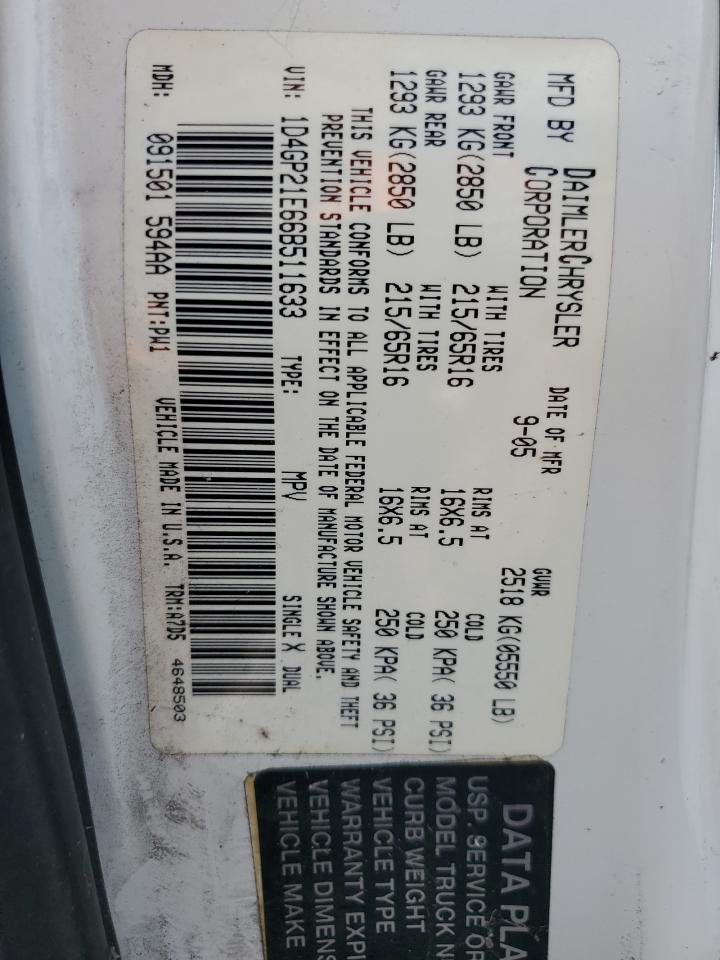 MFD BY DAIMLERCHRYSLER CORPORATION
DATE OF MFR 9-05
GVWR 2518 KG(05550 LB)
GAWR FRONT WITH TIRES RIMS AT COLD
1293 KG(2850 LB) 215/65R16 16X6.5 250 KPA( 36 PSI)
GAWR REAR WITH TIRES RIMS AT COLD
1293 KG(2850 LB) 215/65R16 16X6.5 250 KPA( 36 PSI)
THIS VEHICLE CONFORMS TO ALL APPLICABLE FEDERAL MOTOR VEHICLE SAFETY AND THEFT
PREVENTION STANDARDS IN EFFECT ON THE DATE OF MANUFACTURE SHOWN ABOVE.
VIN: 1D4GP21E66B511633 TYPE: MPV SINGLE X DUAL
MDH: 091501 594AA PNT:PW1 VEHICLE MADE IN U.S.A. TRM:A7D5 4648503
DATA PLA
USP. SERVICE OR
MODEL TRUCK N
CURB WEIGHT
VEHICLE TYPE
WARRANTY EXPI
VEHICLE DIMENS
VEHICLE MAKE